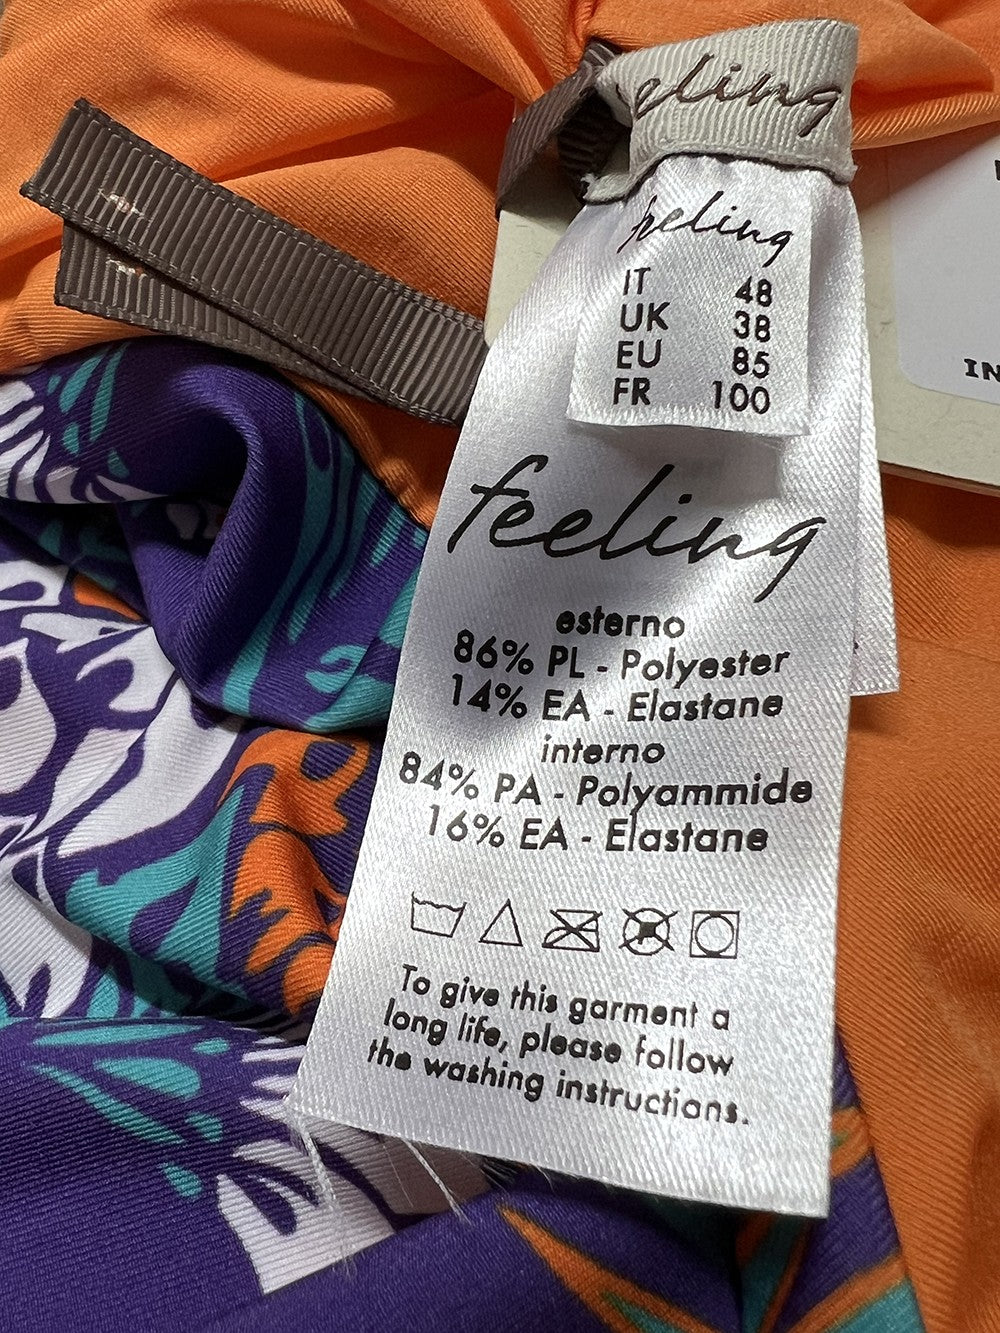 feeling
IT 48
UK 38
EU 85
FR 100
feeling
esterno
86% PL - Polyester
14% EA - Elastane
interno
84% PA - Polyammide
16% EA - Elastane
To give this garment a
long life, please follow
the washing instructions.
IN